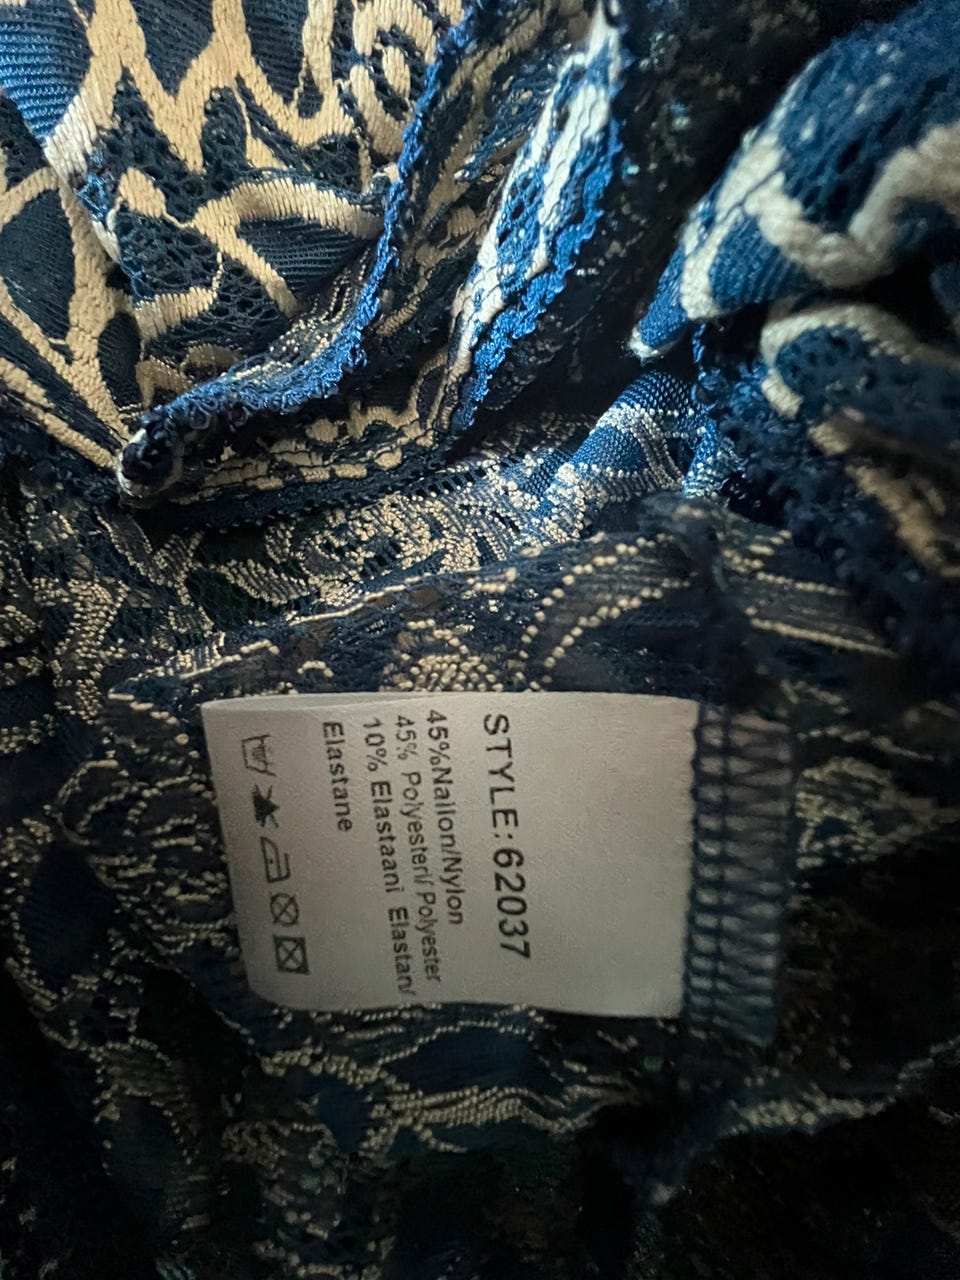 STYLE:62037
45%Nailon/Nylon
45% Polyesteri/ Polyester
10% Elastaani Elastan/
Elastane